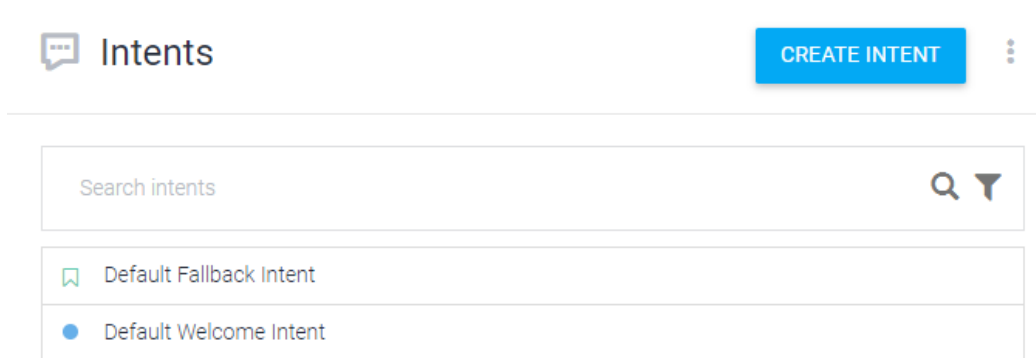 Intents
CREATE INTENT
Search intents
Default Fallback Intent
Default Welcome Intent